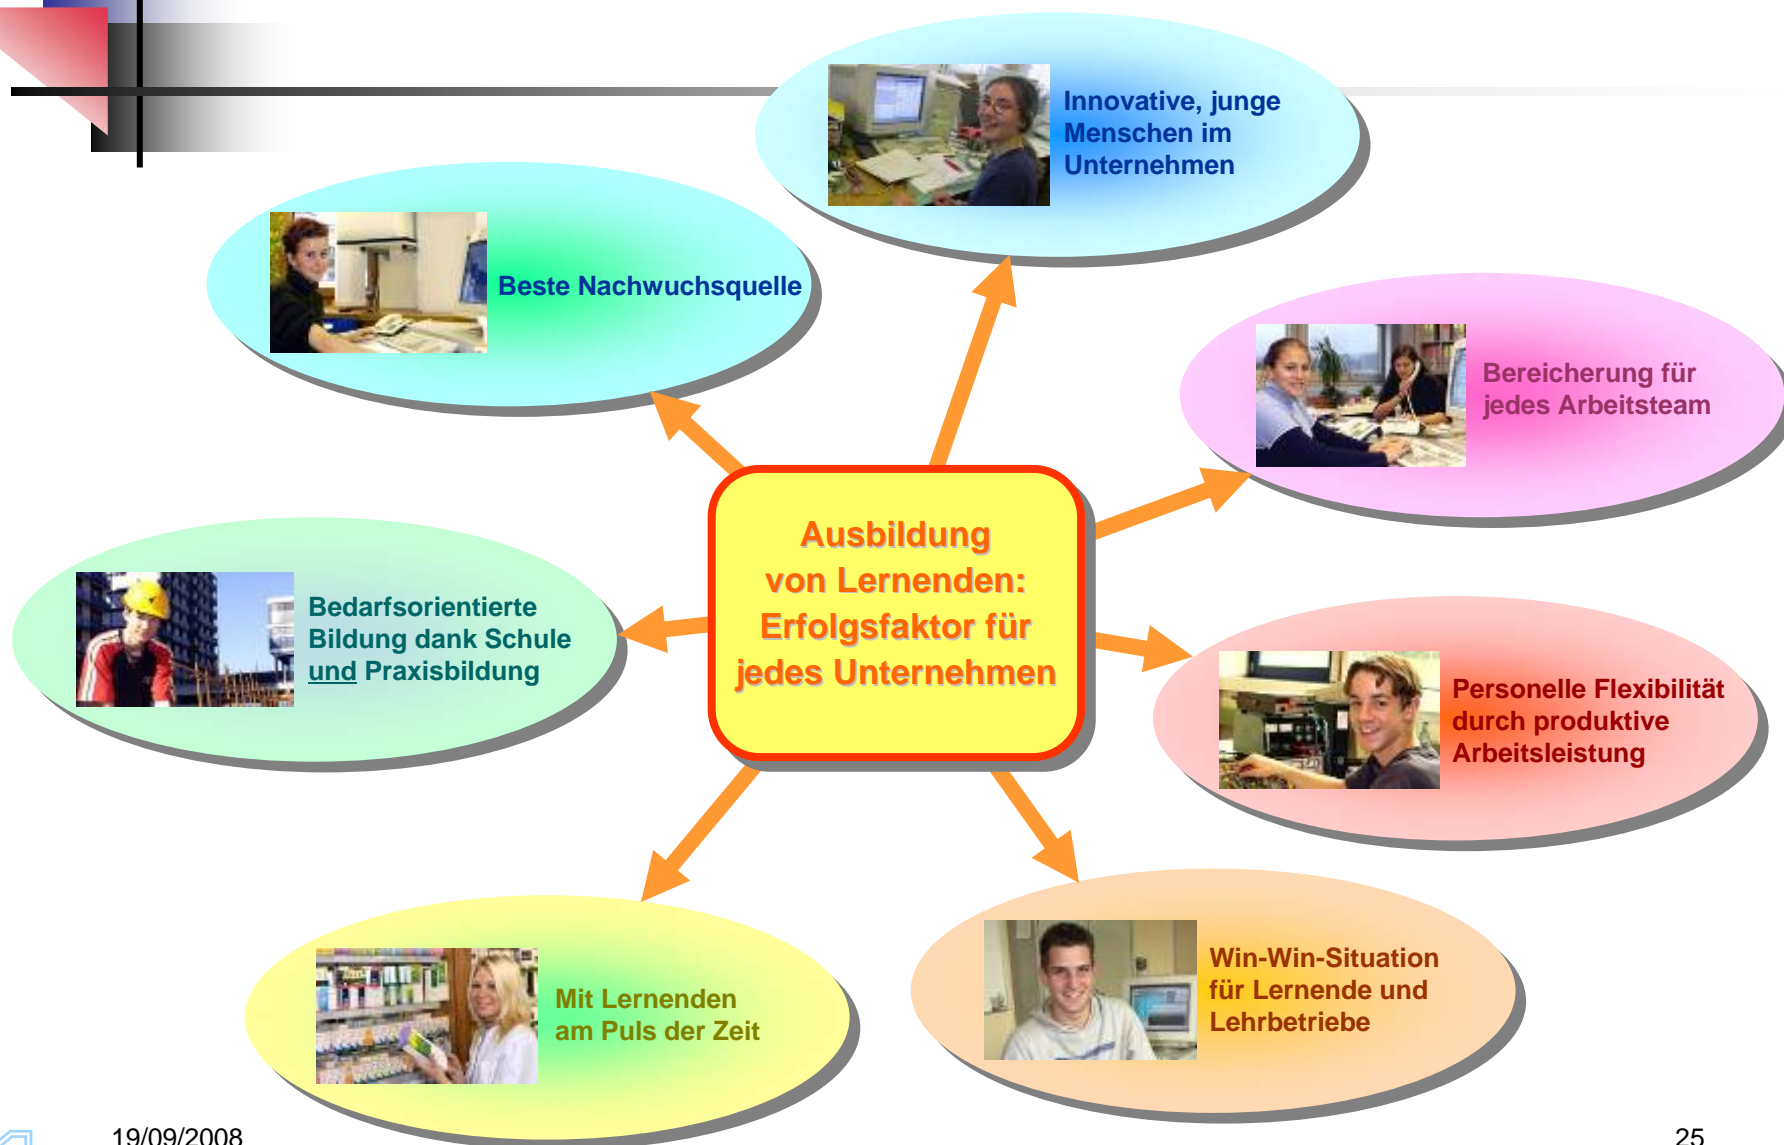 Innovative, junge
Menschen im
Unternehmen
Beste Nachwuchsquelle
Bereicherung für
jedes Arbeitsteam
Ausbildung
von Lernenden:
Erfolgsfaktor für
jedes Unternehmen
Bedarfsorientierte
Bildung dank Schule
und Praxisbildung
Personelle Flexibilität
durch produktive
Arbeitsleistung
Mit Lernenden
am Puls der Zeit
Win-Win-Situation
für Lernende und
Lehrbetriebe
19/09/2008
25